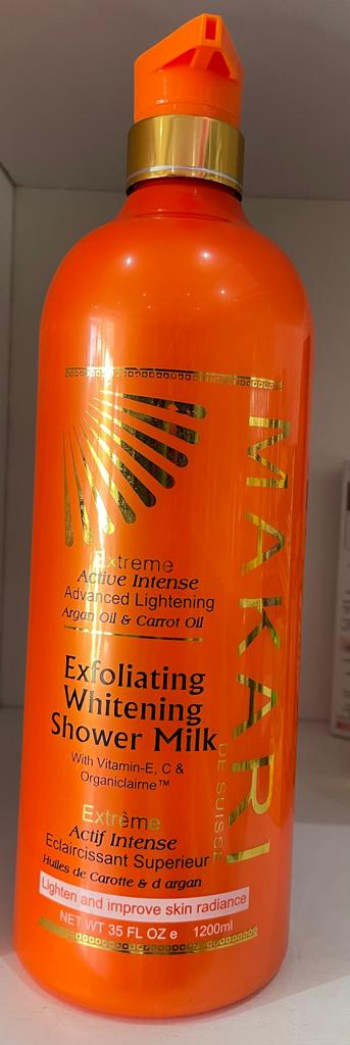 Extreme
Active Intense
Advanced Lightening
Argan Oil & Carrot Oil
Exfoliating
Whitening
Shower Milk
With Vitamin-E, C &
Organiclairne™
Extrême
Actif Intense
Eclaircissant Superieur
Huiles de Carotte & d argan
Lighten and improve skin radiance
NET WT 35 FL OZ e 1200ml
MAKARI
DE SUISSE